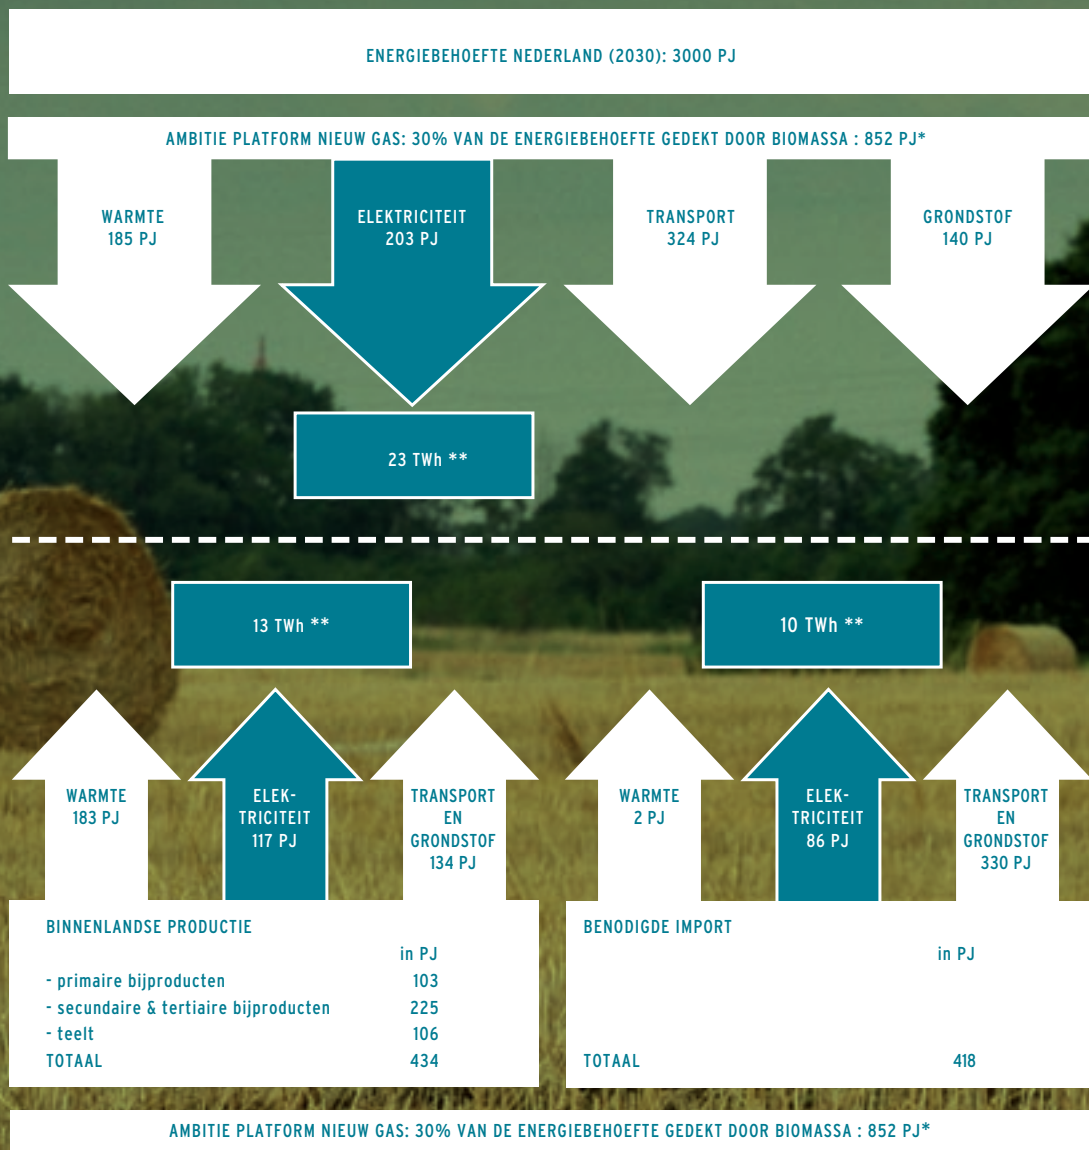 ENERGIEBEHOEFTE NEDERLAND (2030): 3000 PJ
AMBITIE PLATFORM NIEUW GAS: 30% VAN DE ENERGIEBEHOEFTE GEDEKT DOOR BIOMASSA : 852 PJ*
WARMTE
185 PJ
ELEKTRICITEIT
203 PJ
TRANSPORT
324 PJ
GRONDSTOF
140 PJ
23 TWh **
13 TWh **
10 TWh **
WARMTE
183 PJ
ELEK-
TRICITEIT
117 PJ
TRANSPORT
EN
GRONDSTOF
134 PJ
WARMTE
2 PJ
ELEK-
TRICITEIT
86 PJ
TRANSPORT
EN
GRONDSTOF
330 PJ
BINNENLANDSE PRODUCTIE
in PJ
- primaire bijproducten 103
- secundaire & tertiaire bijproducten 225
- teelt 106
TOTAAL 434
BENODIGDE IMPORT
in PJ
TOTAAL 418
AMBITIE PLATFORM NIEUW GAS: 30% VAN DE ENERGIEBEHOEFTE GEDEKT DOOR BIOMASSA : 852 PJ*